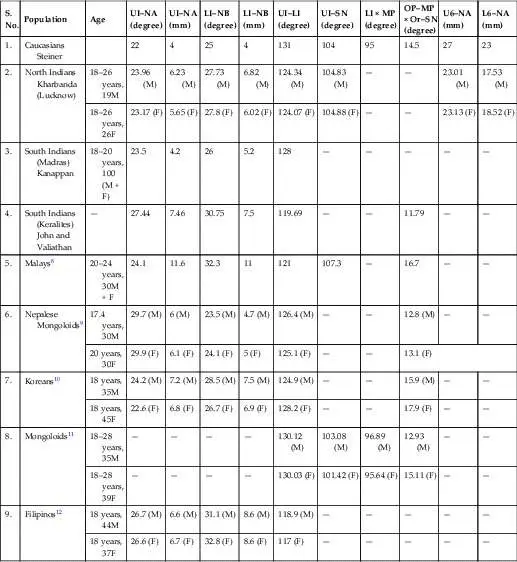 S. No. Population Age UI–NA (degree) UI–NA (mm) LI–NB (degree) LI–NB (mm) UI–LI (degree) UI–SN (degree) LI × MP (degree) OP–MP × Or–SN (degree) U6–NA (mm) L6–NA (mm)
1. Caucasians Steiner 22 4 25 4 131 104 95 14.5 27 23
2. North Indians Kharbanda (Lucknow) 18–26 years, 19M 23.96 (M) 6.23 (M) 27.73 (M) 6.82 (M) 124.34 (M) 104.83 (M) — — 23.01 (M) 17.53 (M)
18–26 years, 26F 23.17 (F) 5.65 (F) 27.8 (F) 6.02 (F) 124.07 (F) 104.88 (F) — — 23.13 (F) 18.52 (F)
3. South Indians (Madras) Kanappan 18–20 years, 100 (M + F) 23.5 4.2 26 5.2 128 — — — — —
4. South Indians (Keralites) John and Valiathan — 27.44 7.46 30.75 7.5 119.69 — — 11.79 — —
5. Malays⁸ 20–24 years, 30M + F 24.1 11.6 32.3 11 121 107.3 — 16.7 — —
6. Nepalese Mongoloids⁹ 17.4 years, 30M 29.7 (M) 6 (M) 23.5 (M) 4.7 (M) 126.4 (M) — — 12.8 (M) — —
20 years, 30F 29.9 (F) 6.1 (F) 24.1 (F) 5 (F) 125.1 (F) — — 13.1 (F)
7. Koreans¹⁰ 18 years, 35M 24.2 (M) 7.2 (M) 28.5 (M) 7.5 (M) 124.9 (M) — — 15.9 (M) — —
18 years, 45F 22.6 (F) 6.8 (F) 26.7 (F) 6.9 (F) 128.2 (F) — — 17.9 (F) — —
8. Mongoloids¹¹ 18–28 years, 35M — — — — 130.12 (M) 103.08 (M) 96.89 (M) 12.93 (M) — —
18–28 years, 39F — — — — 130.03 (F) 101.42 (F) 95.64 (F) 15.11 (F) — —
9. Filipinos¹² 18 years, 44M 26.7 (M) 6.6 (M) 31.1 (M) 8.6 (M) 118.9 (M) — — — — —
18 years, 37F 26.6 (F) 6.7 (F) 32.8 (F) 8.6 (F) 117 (F) — — — — —